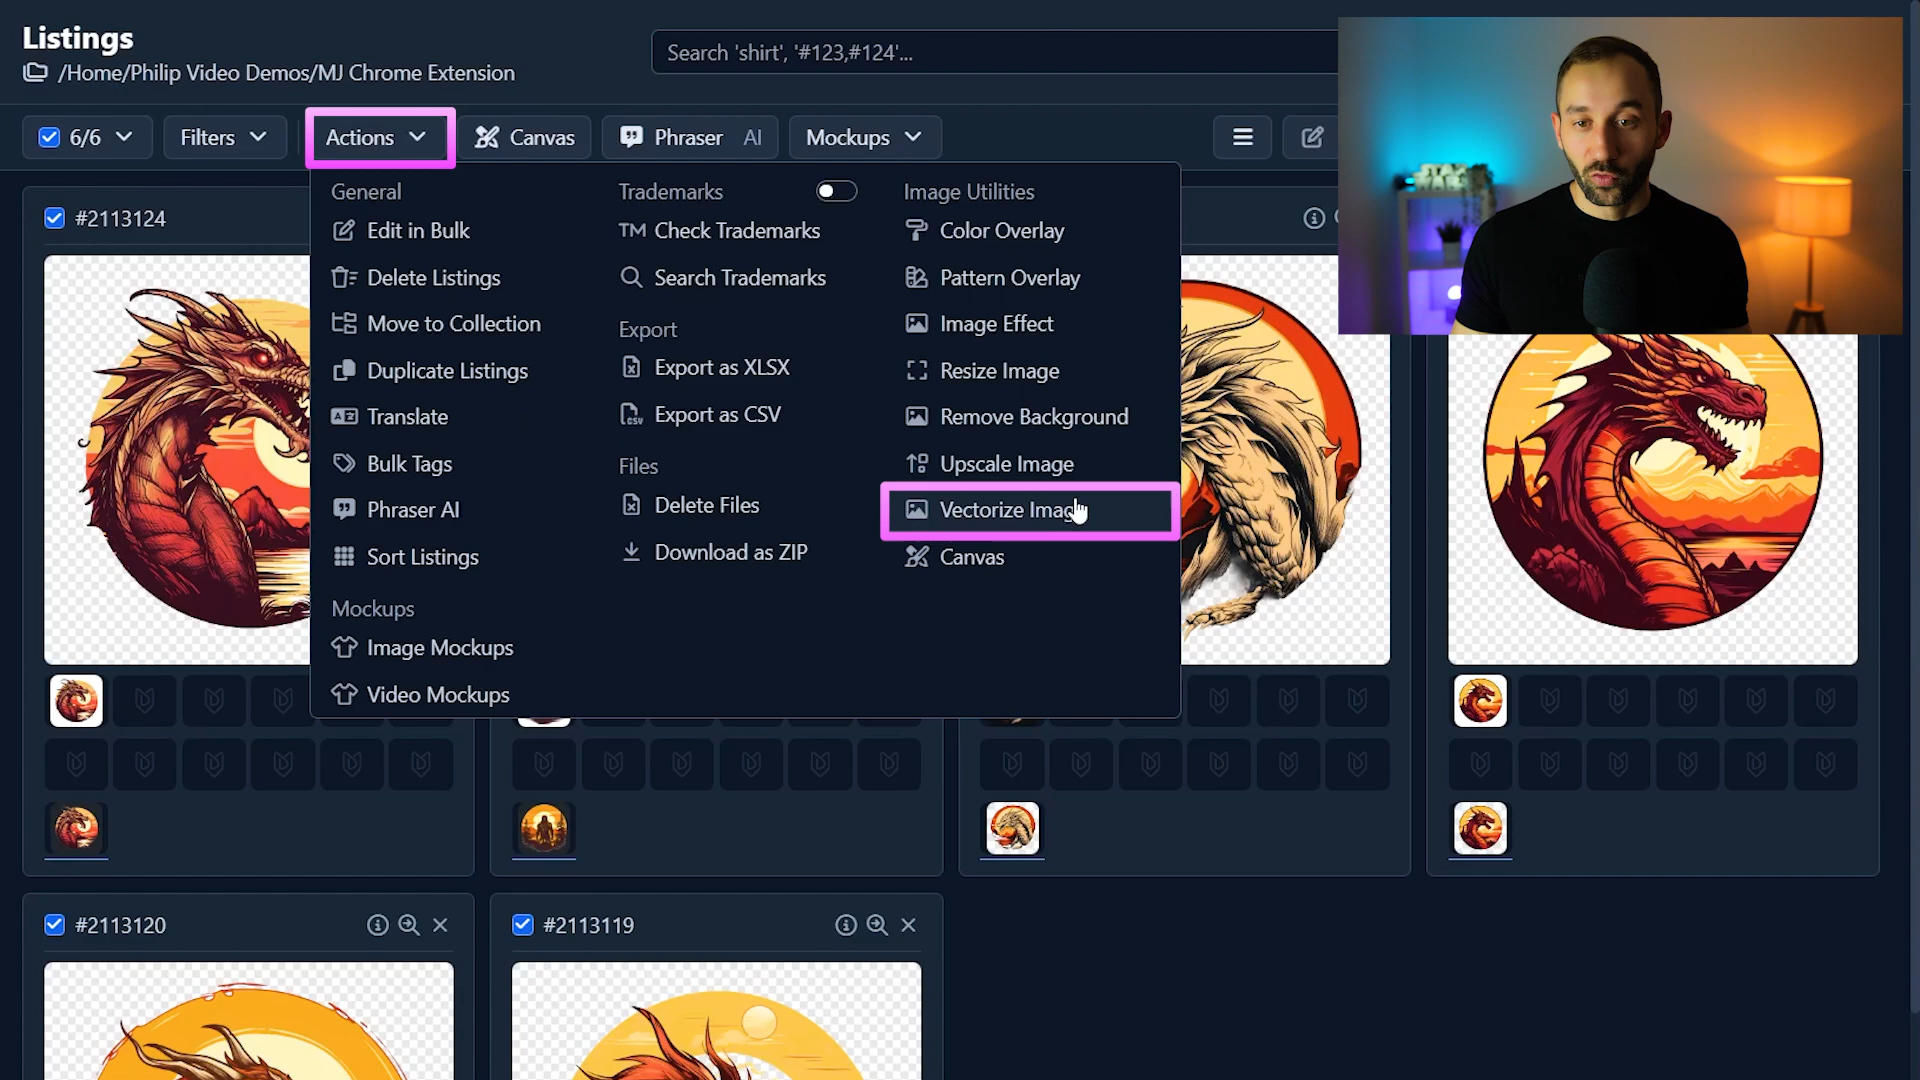 Listings
/Home/Philip Video Demos/MJ Chrome Extension
Search 'shirt', '#123,#124'...
6/6
Filters
Actions
Canvas
Phraser AI
Mockups
#2113124
General
Edit in Bulk
Delete Listings
Move to Collection
Duplicate Listings
Translate
Bulk Tags
Phraser AI
Sort Listings
Mockups
Image Mockups
Video Mockups
Trademarks
TM Check Trademarks
Search Trademarks
Export
Export as XLSX
Export as CSV
Files
Delete Files
Download as ZIP
Image Utilities
Color Overlay
Pattern Overlay
Image Effect
Resize Image
Remove Background
Upscale Image
Vectorize Image
Canvas
STAR
WARS
#2113120
#2113119